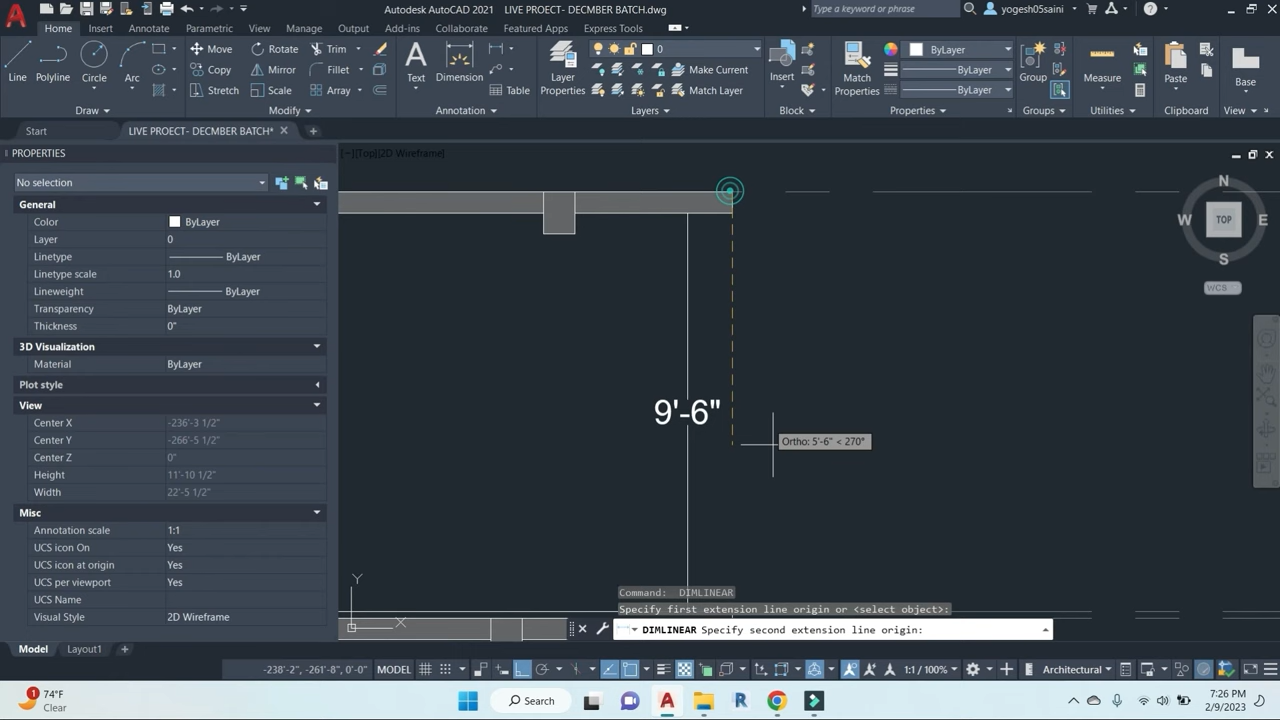 Autodesk AutoCAD 2021 LIVE PROECT- DECMBER BATCH.dwg Type a keyword or phrase yogesh05saini
Home Insert Annotate Parametric View Manage Output Add-ins Collaborate Featured Apps Express Tools
Line Polyline Circle Arc
Move Rotate Trim
Copy Mirror Fillet
Stretch Scale Array
Text Dimension Table
Layer Properties
0
Make Current
Match Layer
Insert
Match Properties
ByLayer
ByLayer
ByLayer
Group Measure Paste Base
Draw Modify Annotation Layers Block Properties Groups Utilities Clipboard View
Start LIVE PROECT- DECMBER BATCH*
PROPERTIES
[−][Top][2D Wireframe]
No selection
General
Color ByLayer
Layer 0
Linetype ByLayer
Linetype scale 1.0
Lineweight ByLayer
Transparency ByLayer
Thickness 0"
3D Visualization
Material ByLayer
Plot style
View
Center X -236'-3 1/2"
Center Y -266'-5 1/2"
Center Z 0"
Height 11'-10 1/2"
Width 22'-5 1/2"
Misc
Annotation scale 1:1
UCS icon On Yes
UCS icon at origin Yes
UCS per viewport Yes
UCS Name
Visual Style 2D Wireframe
N
W TOP E
S
WCS
9'-6"
Ortho: 5'-6" < 270°
Y
X
Command: DIMLINEAR
Specify first extension line origin or <select object>:
DIMLINEAR Specify second extension line origin:
Model Layout1
-238'-2", -261'-8", 0'-0" MODEL 1:1 / 100% Architectural
1
74°F
Clear
Search
7:26 PM
2/9/2023